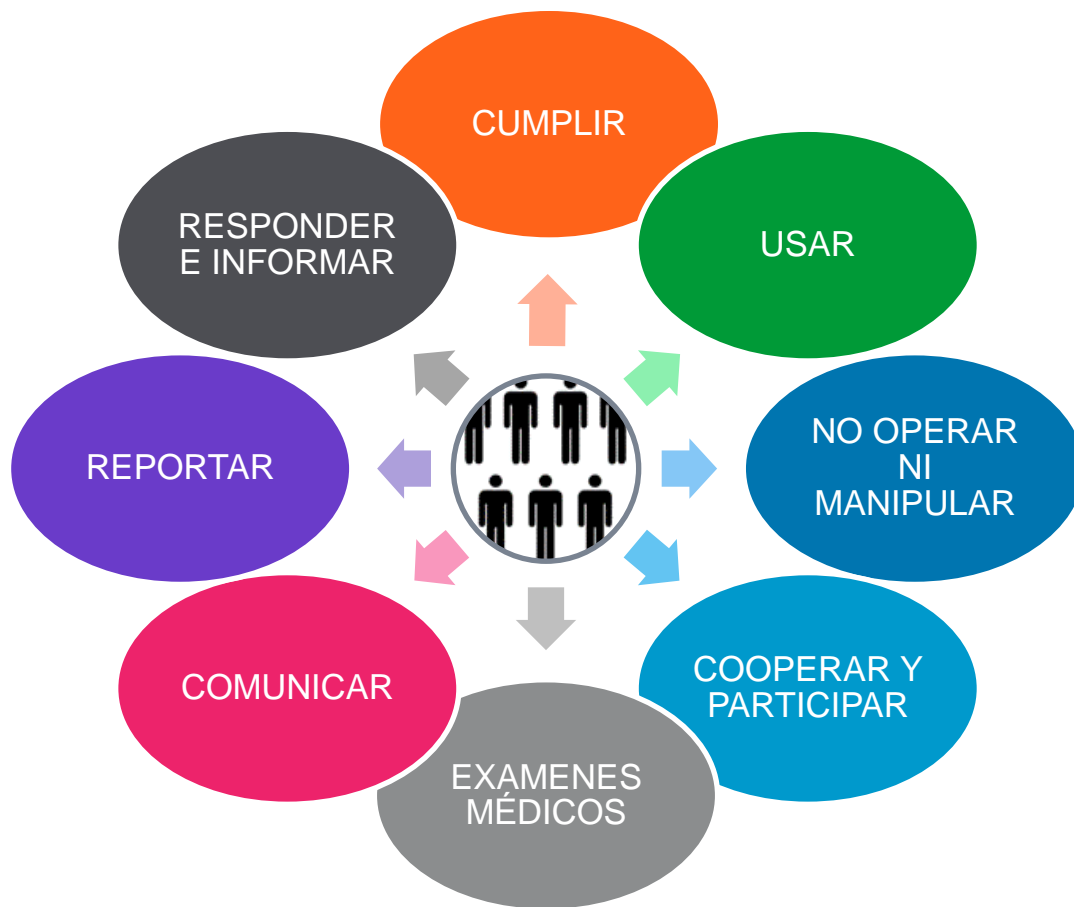 CUMPLIR
USAR
NO OPERAR
NI
MANIPULAR
COOPERAR Y
PARTICIPAR
EXAMENES
MÉDICOS
COMUNICAR
REPORTAR
RESPONDER
E INFORMAR